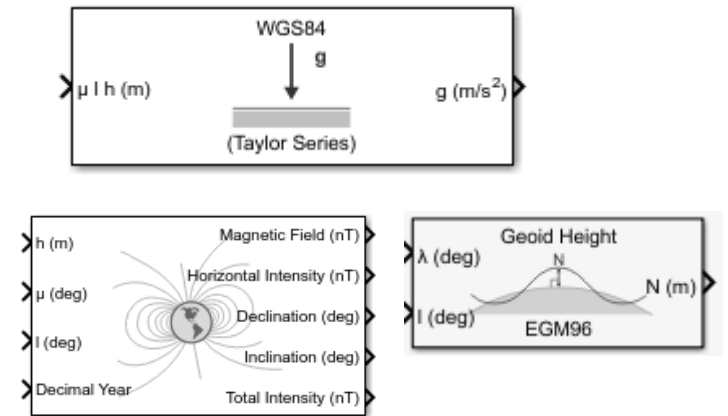 WGS84
g
μ l h (m)
g (m/s²)
(Taylor Series)
h (m)
μ (deg)
l (deg)
Decimal Year
Magnetic Field (nT)
Horizontal Intensity (nT)
Declination (deg)
Inclination (deg)
Total Intensity (nT)
Geoid Height
λ (deg)
N
N (m)
l (deg)
EGM96